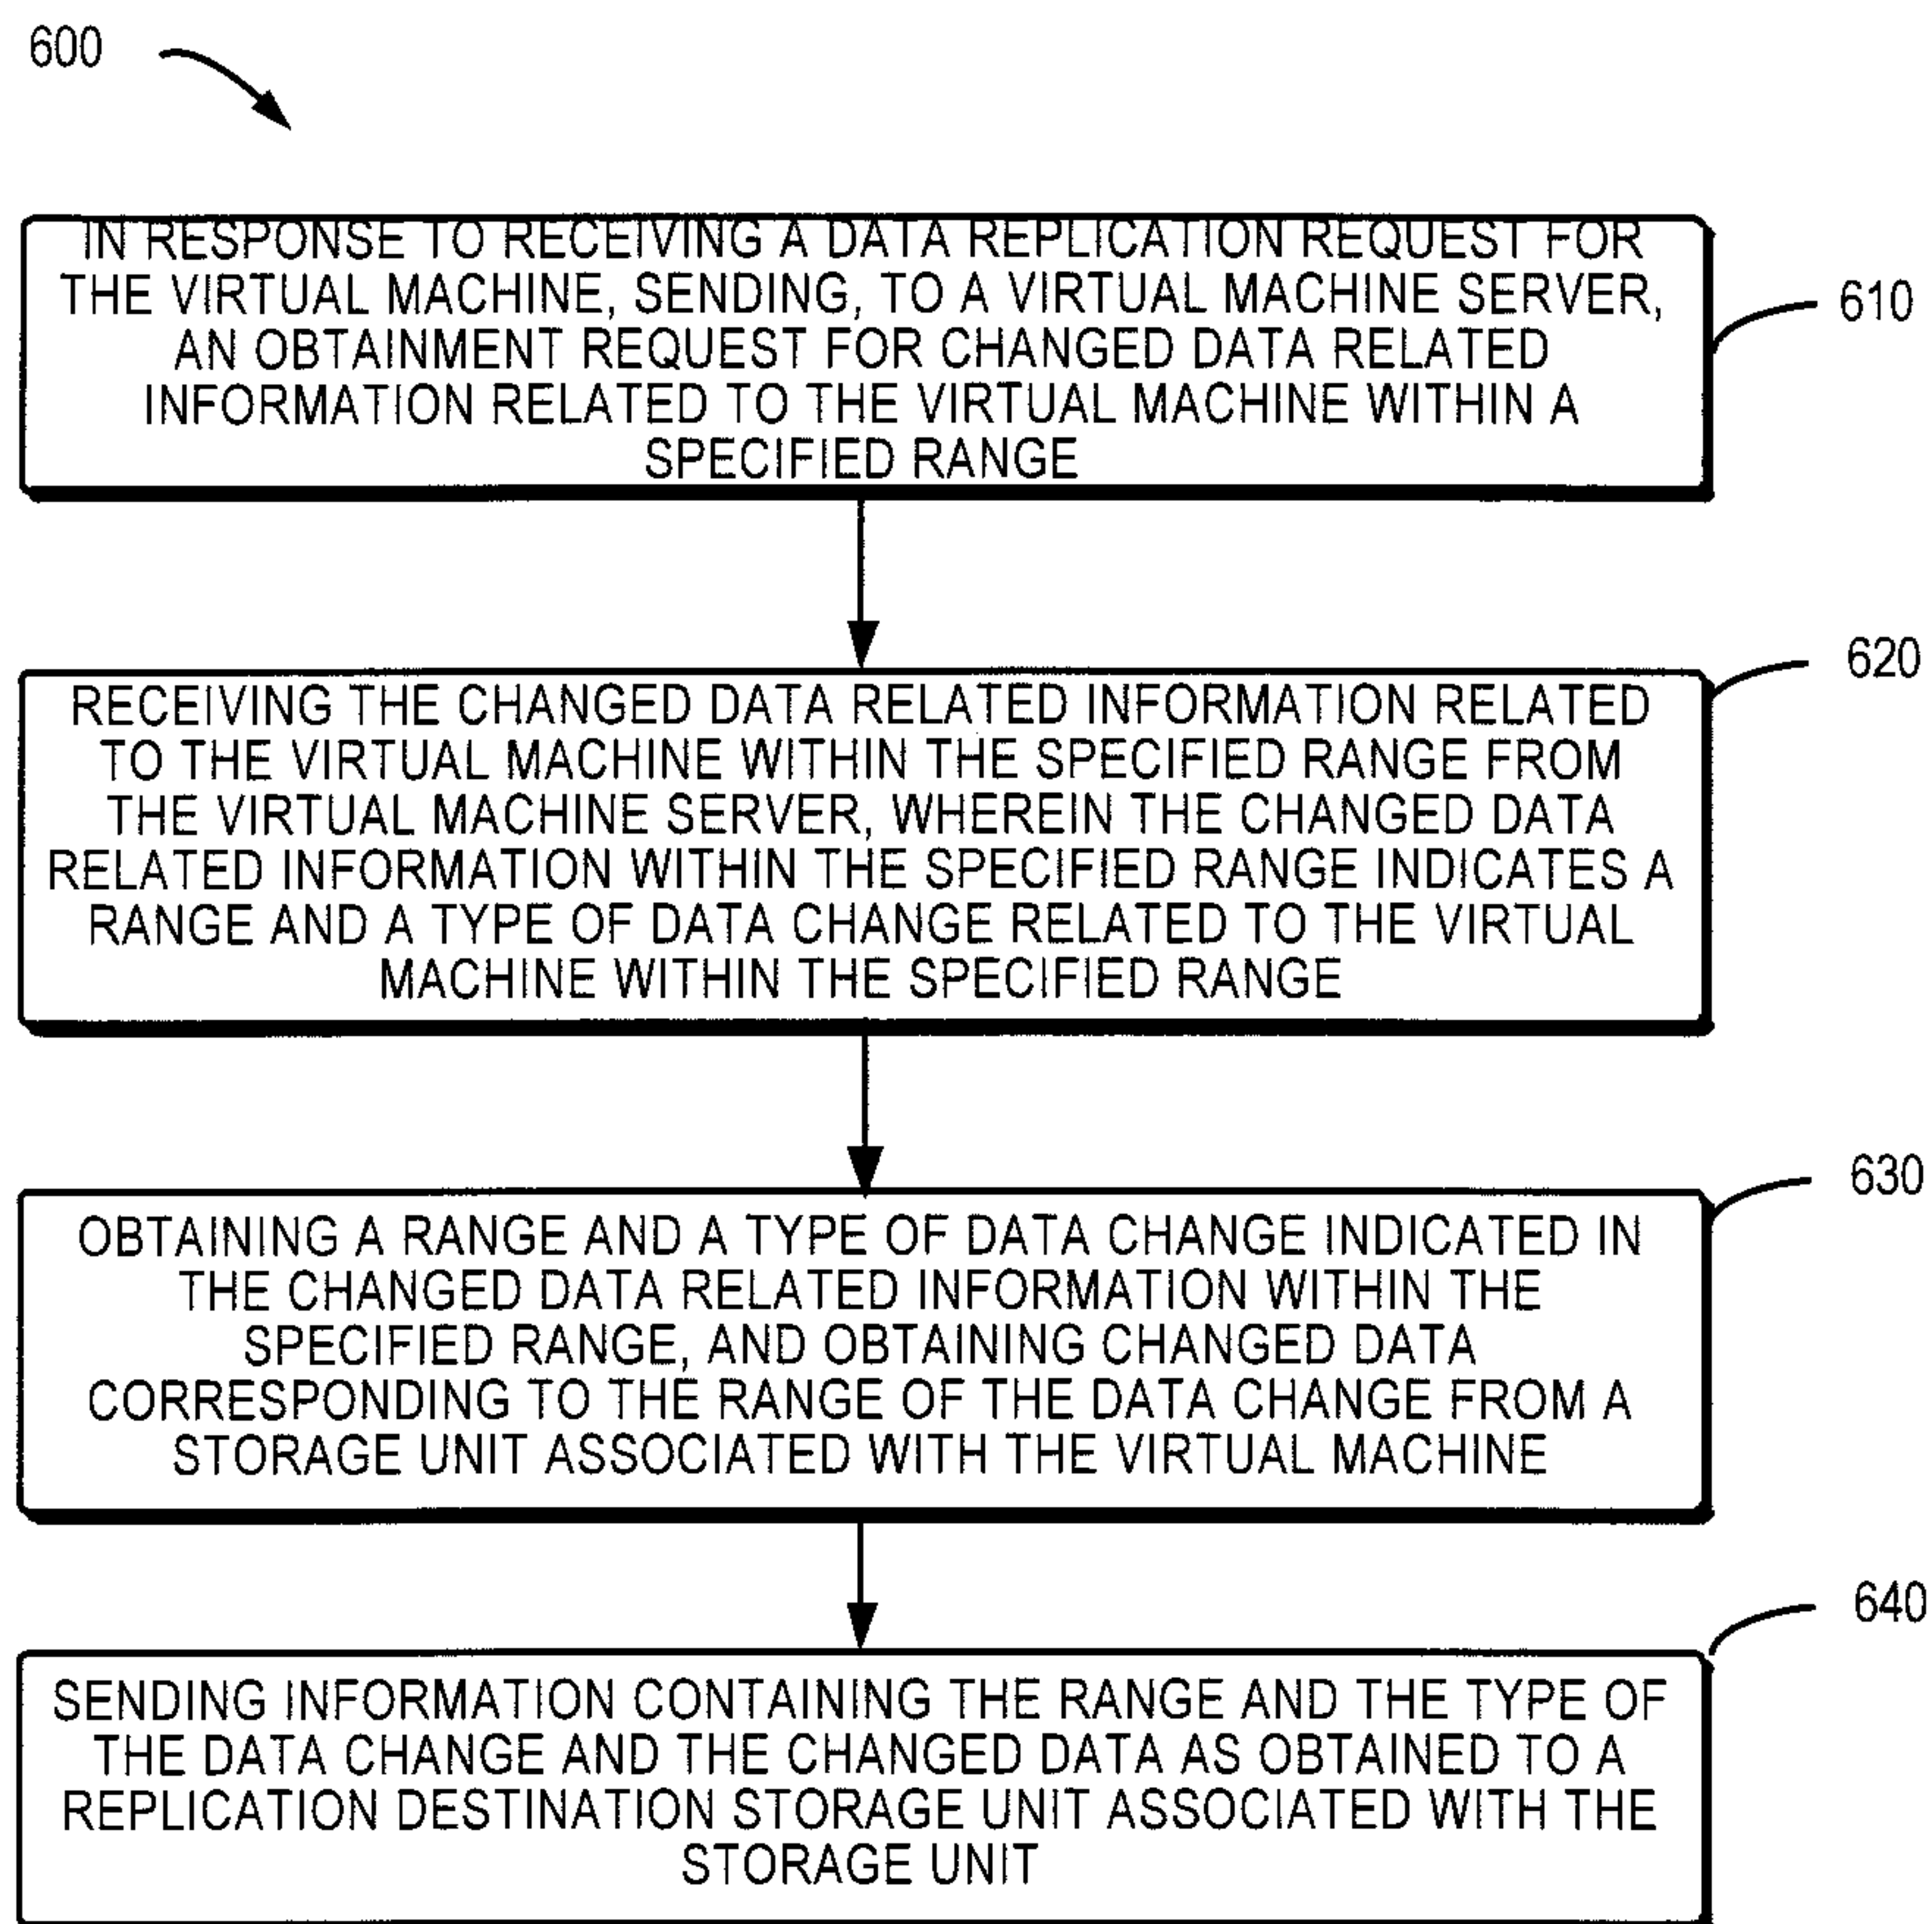 600
IN RESPONSE TO RECEIVING A DATA REPLICATION REQUEST FOR
THE VIRTUAL MACHINE, SENDING, TO A VIRTUAL MACHINE SERVER,
AN OBTAINMENT REQUEST FOR CHANGED DATA RELATED
INFORMATION RELATED TO THE VIRTUAL MACHINE WITHIN A
SPECIFIED RANGE
610
RECEIVING THE CHANGED DATA RELATED INFORMATION RELATED
TO THE VIRTUAL MACHINE WITHIN THE SPECIFIED RANGE FROM
THE VIRTUAL MACHINE SERVER, WHEREIN THE CHANGED DATA
RELATED INFORMATION WITHIN THE SPECIFIED RANGE INDICATES A
RANGE AND A TYPE OF DATA CHANGE RELATED TO THE VIRTUAL
MACHINE WITHIN THE SPECIFIED RANGE
620
OBTAINING A RANGE AND A TYPE OF DATA CHANGE INDICATED IN
THE CHANGED DATA RELATED INFORMATION WITHIN THE
SPECIFIED RANGE, AND OBTAINING CHANGED DATA
CORRESPONDING TO THE RANGE OF THE DATA CHANGE FROM A
STORAGE UNIT ASSOCIATED WITH THE VIRTUAL MACHINE
630
SENDING INFORMATION CONTAINING THE RANGE AND THE TYPE OF
THE DATA CHANGE AND THE CHANGED DATA AS OBTAINED TO A
REPLICATION DESTINATION STORAGE UNIT ASSOCIATED WITH THE
STORAGE UNIT
640